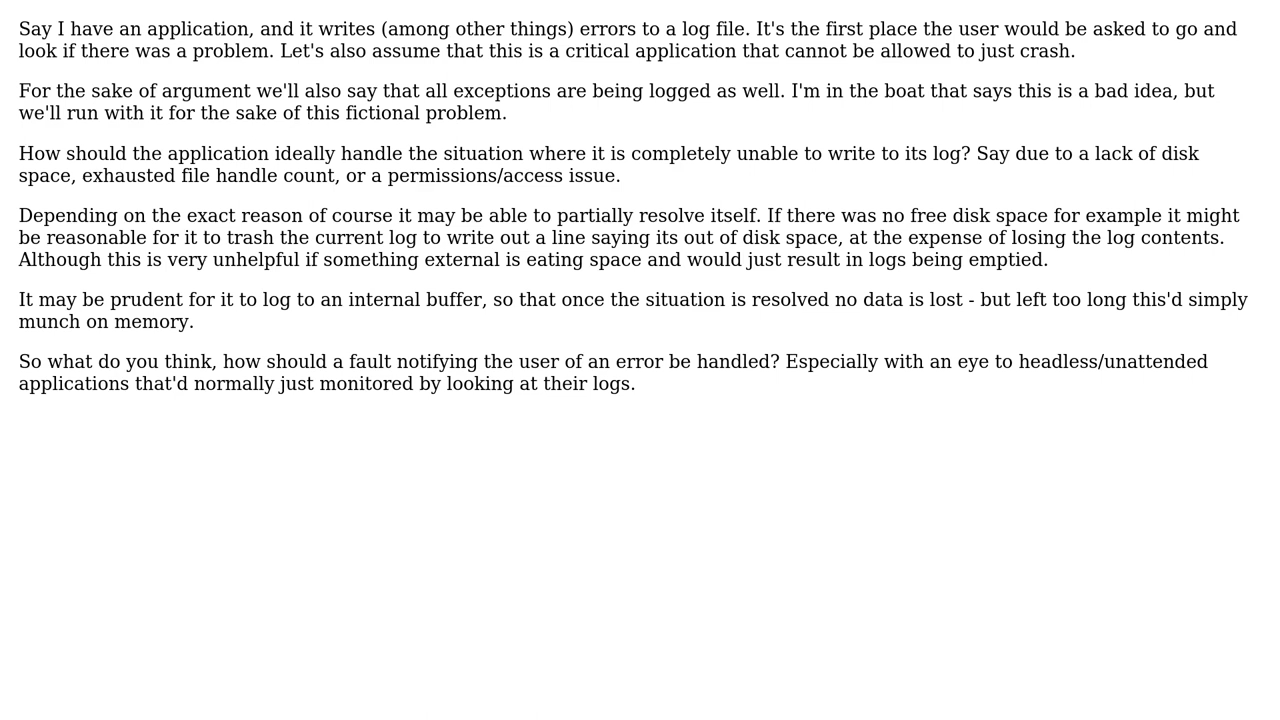 Say I have an application, and it writes (among other things) errors to a log file. It's the first place the user would be asked to go and
look if there was a problem. Let's also assume that this is a critical application that cannot be allowed to just crash.
For the sake of argument we'll also say that all exceptions are being logged as well. I'm in the boat that says this is a bad idea, but
we'll run with it for the sake of this fictional problem.
How should the application ideally handle the situation where it is completely unable to write to its log? Say due to a lack of disk
space, exhausted file handle count, or a permissions/access issue.
Depending on the exact reason of course it may be able to partially resolve itself. If there was no free disk space for example it might
be reasonable for it to trash the current log to write out a line saying its out of disk space, at the expense of losing the log contents.
Although this is very unhelpful if something external is eating space and would just result in logs being emptied.
It may be prudent for it to log to an internal buffer, so that once the situation is resolved no data is lost - but left too long this'd simply
munch on memory.
So what do you think, how should a fault notifying the user of an error be handled? Especially with an eye to headless/unattended
applications that'd normally just monitored by looking at their logs.